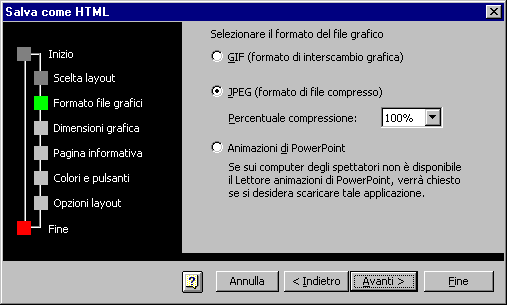 Salva come HTML
Inizio
Scelta layout
Formato file grafici
Dimensioni grafica
Pagina informativa
Colori e pulsanti
Opzioni layout
Fine
Selezionare il formato del file grafico
GIF (formato di interscambio grafica)
JPEG (formato di file compresso)
Percentuale compressione: 100%
Animazioni di PowerPoint
Se sui computer degli spettatori non è disponibile
il Lettore animazioni di PowerPoint, verrà chiesto
se si desidera scaricare tale applicazione.
? Annulla < Indietro Avanti > Fine